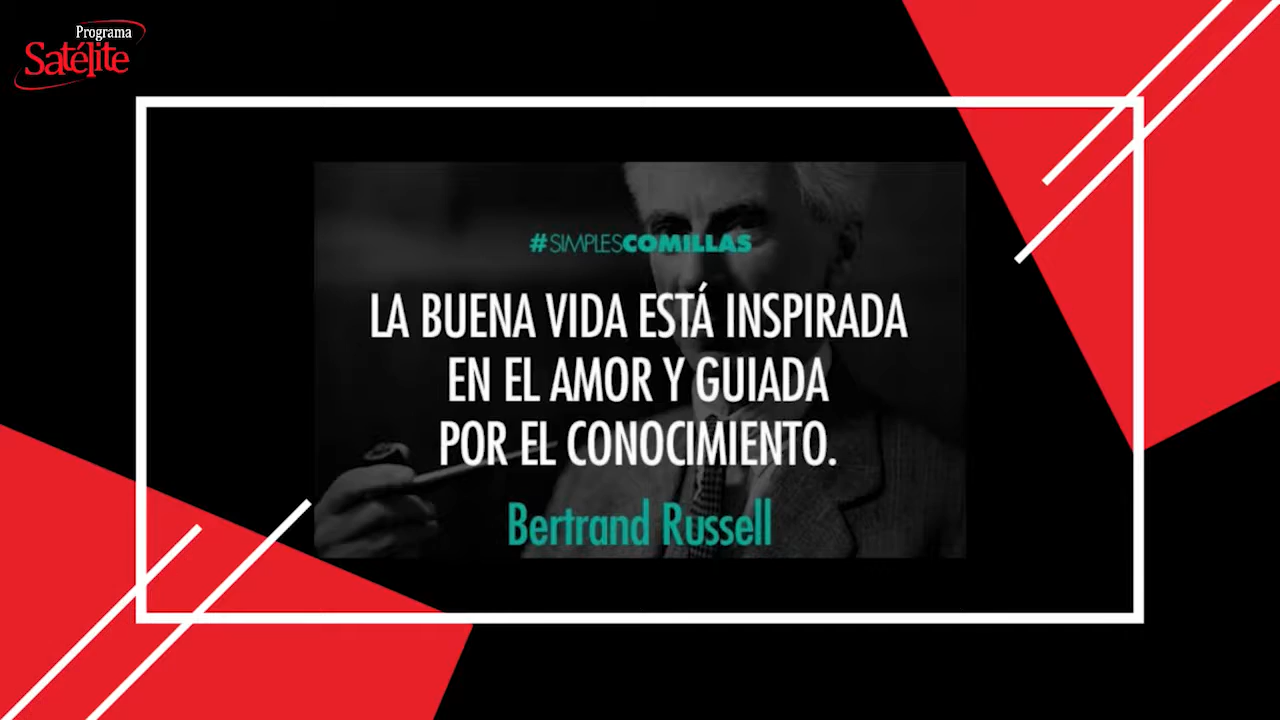 Programa
Satélite
#SIMPLESCOMILLAS
LA BUENA VIDA ESTÁ INSPIRADA
EN EL AMOR Y GUIADA
POR EL CONOCIMIENTO.
Bertrand Russell